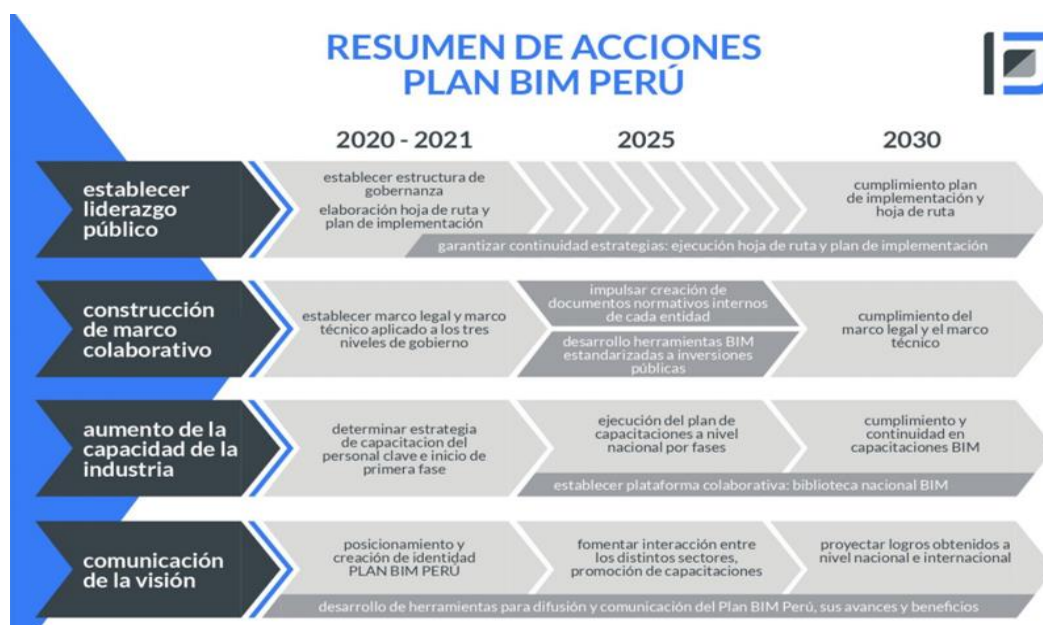 RESUMEN DE ACCIONES
PLAN BIM PERÚ
2020 - 2021
2025
2030
establecer
liderazgo
público
establecer estructura de
gobernanza
elaboración hoja de ruta y
plan de implementación
cumplimiento plan
de implementación y
hoja de ruta
garantizar continuidad estrategias: ejecución hoja de ruta y plan de implementación
construcción
de marco
colaborativo
establecer marco legal y marco
técnico aplicado a los tres
niveles de gobierno
impulsar creación de
documentos normativos internos
de cada entidad
desarrollo herramientas BIM
estandarizadas a inversiones
públicas
cumplimiento del
marco legal y el marco
técnico
aumento de la
capacidad de la
industria
determinar estrategia
de capacitacion del
personal clave e inicio de
primera fase
ejecución del plan de
capacitaciones a nivel
nacional por fases
cumplimiento y
continuidad en
capacitaciones BIM
establecer plataforma colaborativa: biblioteca nacional BIM
comunicación
de la visión
posicionamiento y
creación de identidad
PLAN BIM PERÚ
fomentar interacción entre
los distintos sectores,
promoción de capacitaciones
proyectar logros obtenidos a
nivel nacional e internacional
desarrollo de herramientas para difusión y comunicación del Plan BIM Perú, sus avances y beneficios